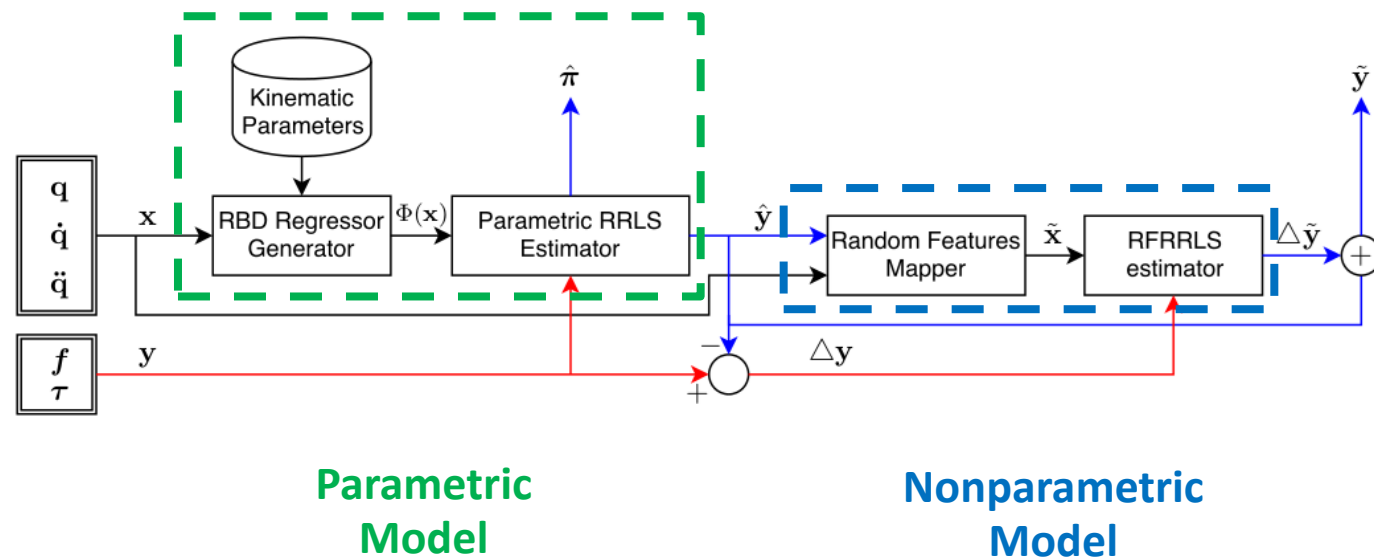 π̂
ỹ
Kinematic
Parameters
q
q̇
q̈
x
RBD Regressor
Generator
Φ(x)
Parametric RRLS
Estimator
ŷ
Random Features
Mapper
x̃
RFRRLS
estimator
△ỹ
+
f
τ
y
−
+
△y
Parametric
Model
Nonparametric
Model